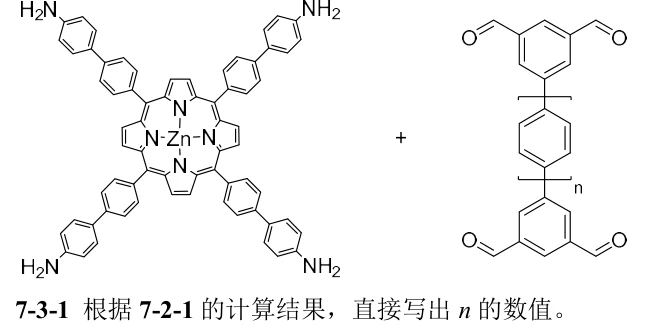 H₂N NH₂
O O
N
N Zn N
N
+
n
O O
H₂N NH₂
7-3-1 根据 7-2-1 的计算结果，直接写出 n 的数值。